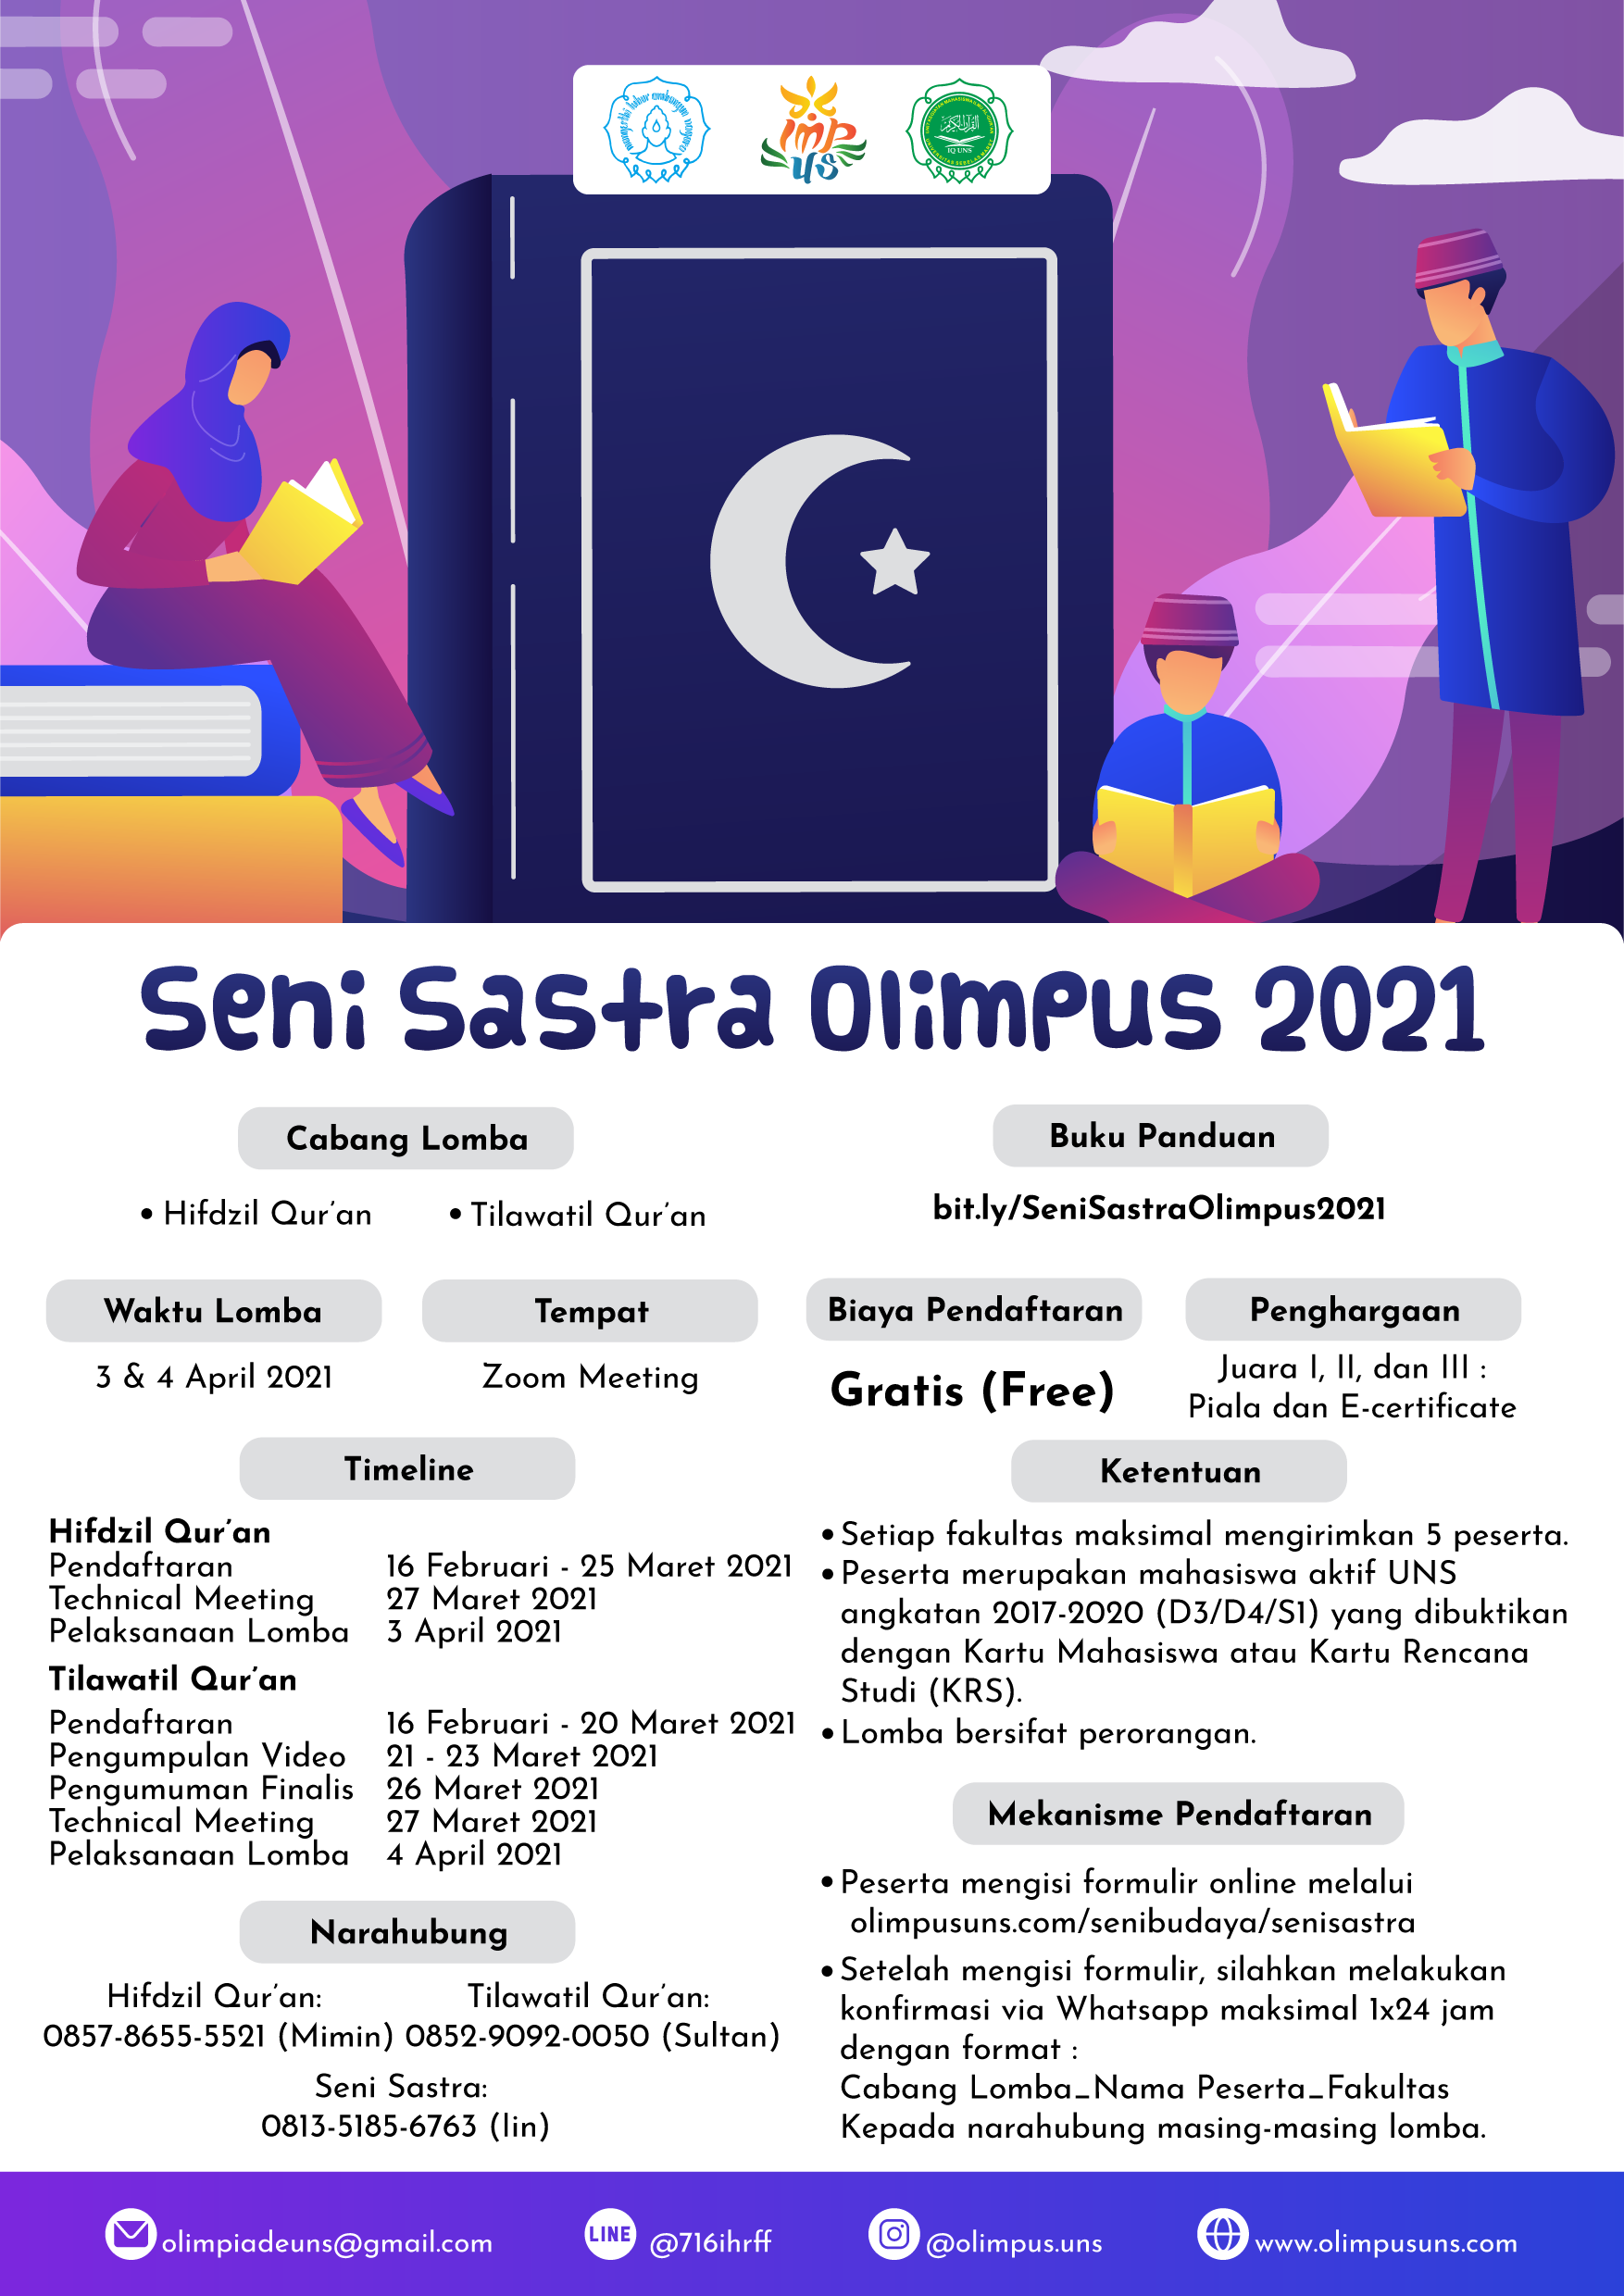 IMP
US
IQ UNS
Seni Sastra Olimpus 2021
Cabang Lomba
• Hifdzil Qur’an
• Tilawatil Qur’an
Buku Panduan
bit.ly/SeniSastraOlimpus2021
Waktu Lomba
3 & 4 April 2021
Tempat
Zoom Meeting
Biaya Pendaftaran
Gratis (Free)
Penghargaan
Juara I, II, dan III :
Piala dan E-certificate
Timeline
Hifdzil Qur’an
Pendaftaran 16 Februari - 25 Maret 2021
Technical Meeting 27 Maret 2021
Pelaksanaan Lomba 3 April 2021
Tilawatil Qur’an
Pendaftaran 16 Februari - 20 Maret 2021
Pengumpulan Video 21 - 23 Maret 2021
Pengumuman Finalis 26 Maret 2021
Technical Meeting 27 Maret 2021
Pelaksanaan Lomba 4 April 2021
Narahubung
Hifdzil Qur’an:
0857-8655-5521 (Mimin)
Tilawatil Qur’an:
0852-9092-0050 (Sultan)
Seni Sastra:
0813-5185-6763 (Iin)
Ketentuan
• Setiap fakultas maksimal mengirimkan 5 peserta.
• Peserta merupakan mahasiswa aktif UNS
angkatan 2017-2020 (D3/D4/S1) yang dibuktikan
dengan Kartu Mahasiswa atau Kartu Rencana
Studi (KRS).
• Lomba bersifat perorangan.
Mekanisme Pendaftaran
• Peserta mengisi formulir online melalui
olimpusuns.com/senibudaya/senisastra
• Setelah mengisi formulir, silahkan melakukan
konfirmasi via Whatsapp maksimal 1x24 jam
dengan format :
Cabang Lomba_Nama Peserta_Fakultas
Kepada narahubung masing-masing lomba.
olimpiadeuns@gmail.com
LINE @716ihrff
@olimpus.uns
www.olimpusuns.com